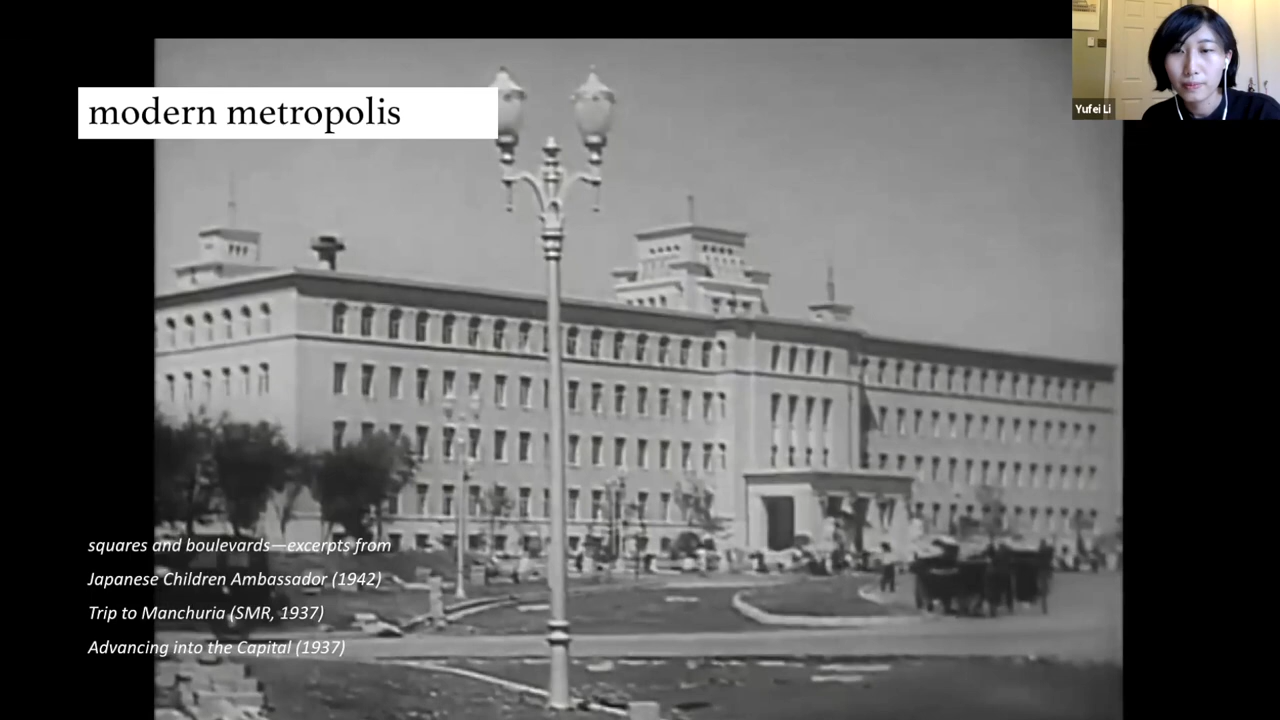 modern metropolis
Yufei Li
squares and boulevards—excerpts from
Japanese Children Ambassador (1942)
Trip to Manchuria (SMR, 1937)
Advancing into the Capital (1937)